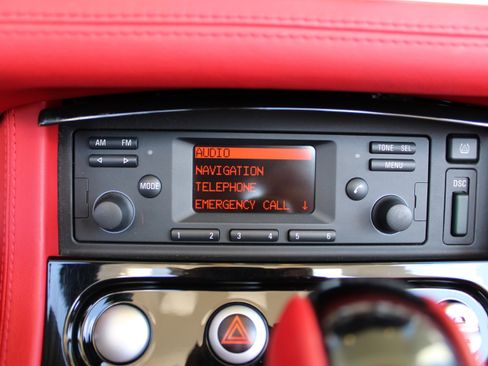 AM FM
AUDIO
TONE SEL
NAVIGATION
MENU
TELEPHONE
MODE
DSC
EMERGENCY CALL ↓
1 2 3 4 5 6